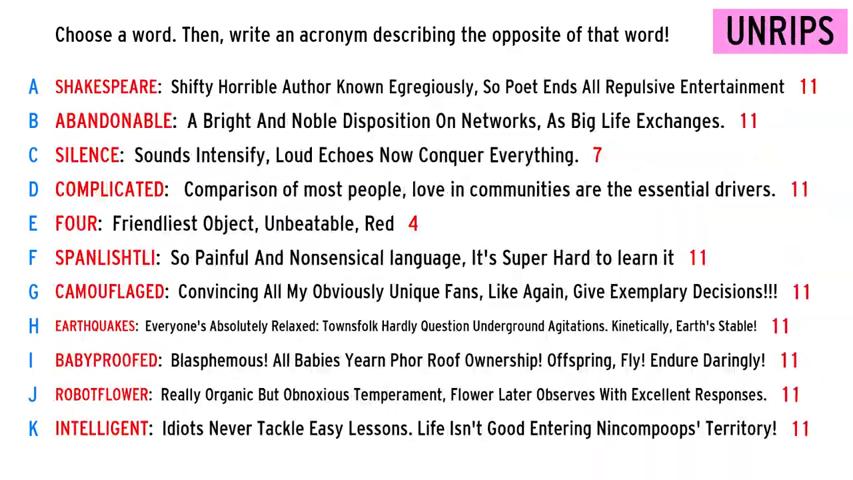 Choose a word. Then, write an acronym describing the opposite of that word!
UNRIPS
A SHAKESPEARE: Shifty Horrible Author Known Egregiously, So Poet Ends All Repulsive Entertainment 11
B ABANDONABLE: A Bright And Noble Disposition On Networks, As Big Life Exchanges. 11
C SILENCE: Sounds Intensify, Loud Echoes Now Conquer Everything. 7
D COMPLICATED: Comparison of most people, love in communities are the essential drivers. 11
E FOUR: Friendliest Object, Unbeatable, Red 4
F SPANLISHTLI: So Painful And Nonsensical language, It's Super Hard to learn it 11
G CAMOUFLAGED: Convincing All My Obviously Unique Fans, Like Again, Give Exemplary Decisions!!! 11
H EARTHQUAKES: Everyone's Absolutely Relaxed: Townsfolk Hardly Question Underground Agitations. Kinetically, Earth's Stable! 11
I BABYPROOFED: Blasphemous! All Babies Yearn Phor Roof Ownership! Offspring, Fly! Endure Daringly! 11
J ROBOTFLOWER: Really Organic But Obnoxious Temperament, Flower Later Observes With Excellent Responses. 11
K INTELLIGENT: Idiots Never Tackle Easy Lessons. Life Isn't Good Entering Nincompoops' Territory! 11